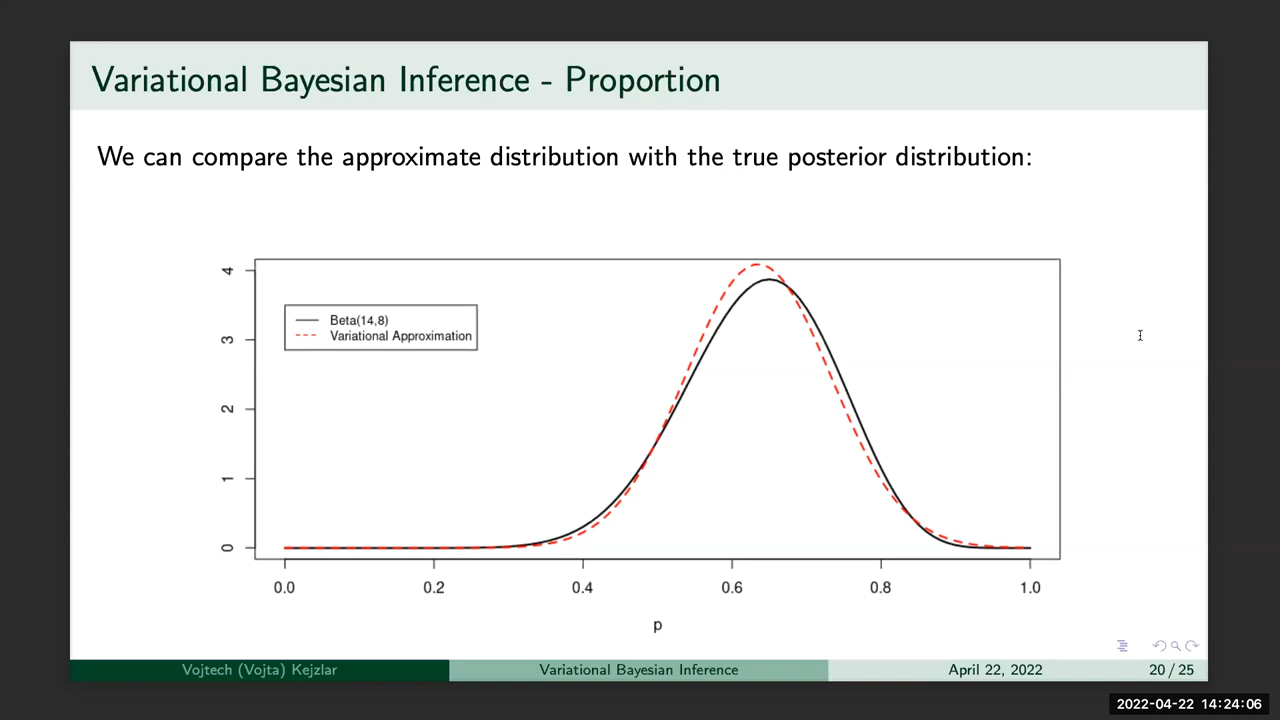 Variational Bayesian Inference - Proportion
We can compare the approximate distribution with the true posterior distribution:
Beta(14,8)
Variational Approximation
4
3
2
1
0
0.0 0.2 0.4 0.6 0.8 1.0
p
Vojtech (Vojta) Kejzlar Variational Bayesian Inference April 22, 2022 20 / 25
2022-04-22 14:24:06